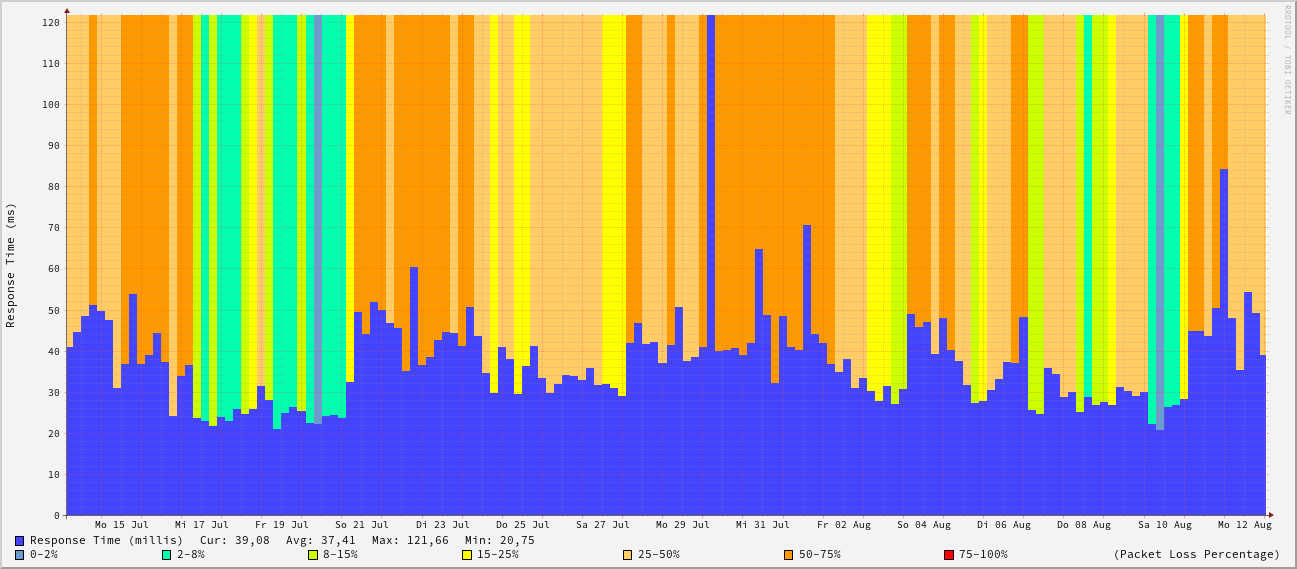 RRDTOOL / TOBI OETIKER
Response Time (ms)
120
110
100
90
80
70
60
50
40
30
20
10
0
Mo 15 Jul Mi 17 Jul Fr 19 Jul So 21 Jul Di 23 Jul Do 25 Jul Sa 27 Jul Mo 29 Jul Mi 31 Jul Fr 02 Aug So 04 Aug Di 06 Aug Do 08 Aug Sa 10 Aug Mo 12 Aug
Response Time (millis) Cur: 39,08 Avg: 37,41 Max: 121,66 Min: 20,75
0-2% 2-8% 8-15% 15-25% 25-50% 50-75% 75-100% (Packet Loss Percentage)